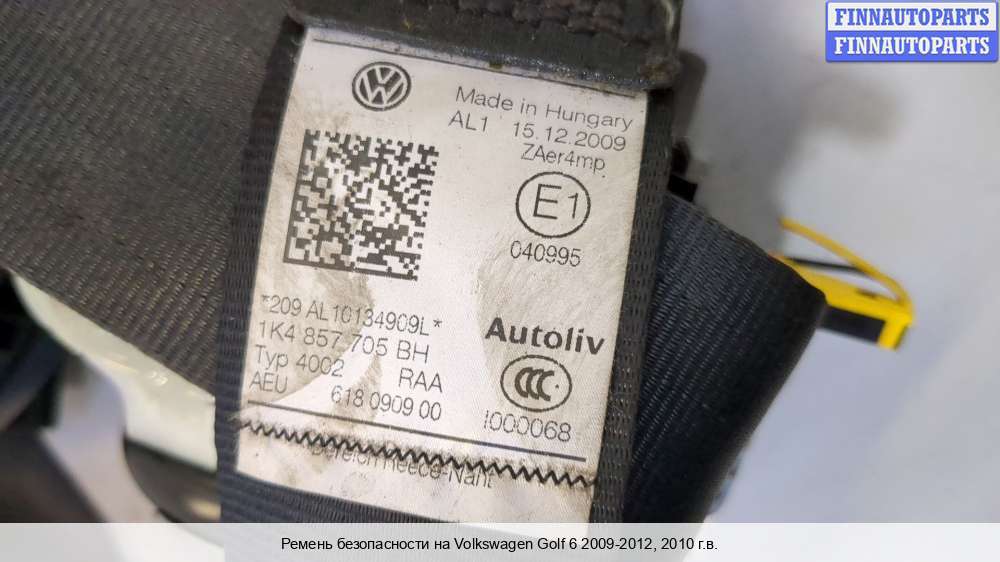 FINNAUTOPARTS
FINNAUTOPARTS
Made in Hungary
AL1 15.12.2009
ZAer4mp
E1
040995
*209 AL10134909L*
1K4 857 705 BH
Typ 4002 RAA
AEU 618 0909 00
Autoliv
CCC
I000068
Ремень безопасности на Volkswagen Golf 6 2009-2012, 2010 г.в.